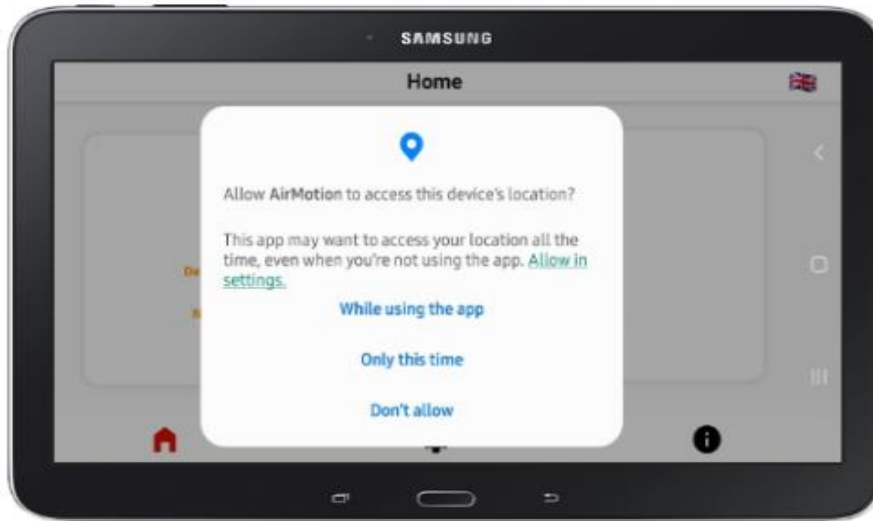 SAMSUNG
Home
Allow AirMotion to access this device's location?
This app may want to access your location all the
time, even when you're not using the app. Allow in
settings.
De
While using the app
Only this time
Don't allow